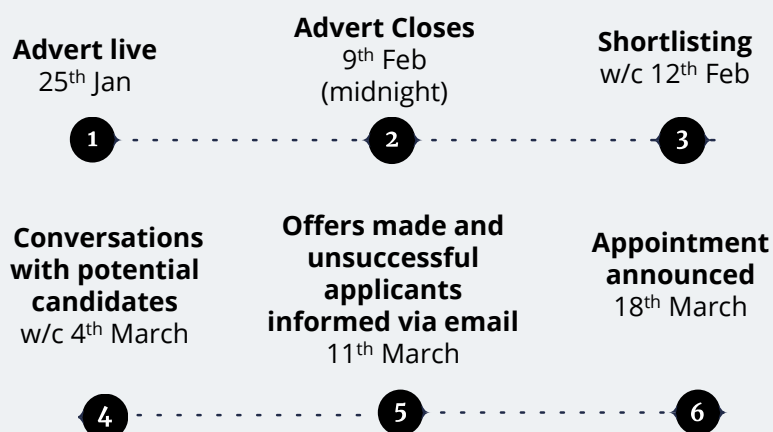 Advert live
25th Jan
1
Advert Closes
9th Feb
(midnight)
2
Shortlisting
w/c 12th Feb
3
Conversations
with potential
candidates
w/c 4th March
4
Offers made and
unsuccessful
applicants
informed via email
11th March
5
Appointment
announced
18th March
6